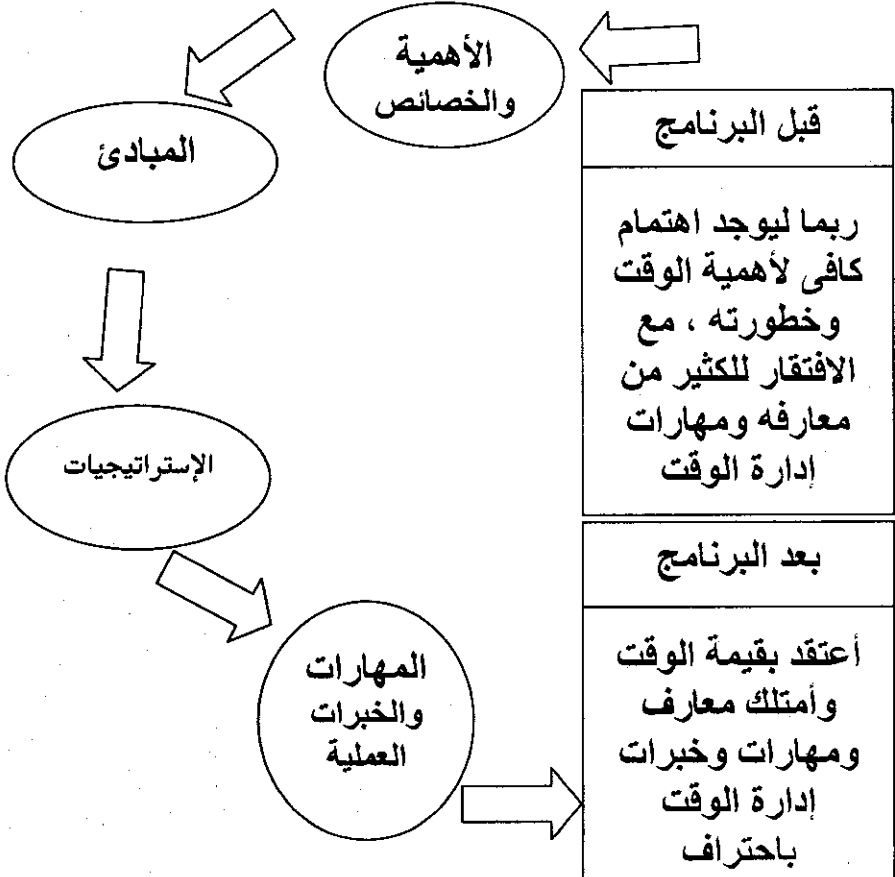 قبل البرنامج
ربما ليوجد اهتمام
كافى لأهمية الوقت
وخطورته ، مع
الافتقار للكثير من
معارفه ومهارات
إدارة الوقت
الأهمية
والخصائص
المبادئ
الإستراتيجيات
المهارات
والخبرات
العملية
بعد البرنامج
أعتقد بقيمة الوقت
وأمتلك معارف
ومهارات وخبرات
إدارة الوقت
باحتراف